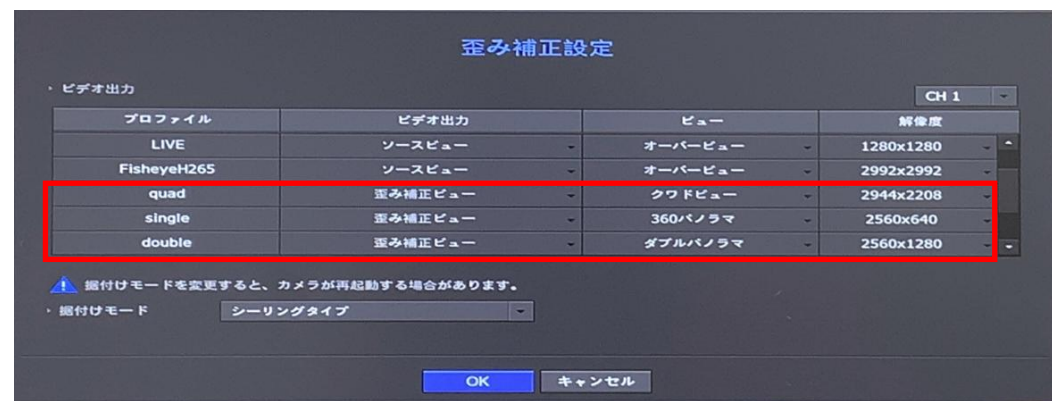 歪み補正設定
ビデオ出力
CH 1
プロファイル ビデオ出力 ビュー 解像度
LIVE ソースビュー オーバービュー 1280x1280
FisheyeH265 ソースビュー オーバービュー 2992x2992
quad 歪み補正ビュー クワドビュー 2944x2208
single 歪み補正ビュー 360パノラマ 2560x640
double 歪み補正ビュー ダブルパノラマ 2560x1280
据付けモードを変更すると、カメラが再起動する場合があります。
据付けモード シーリングタイプ
OK キャンセル